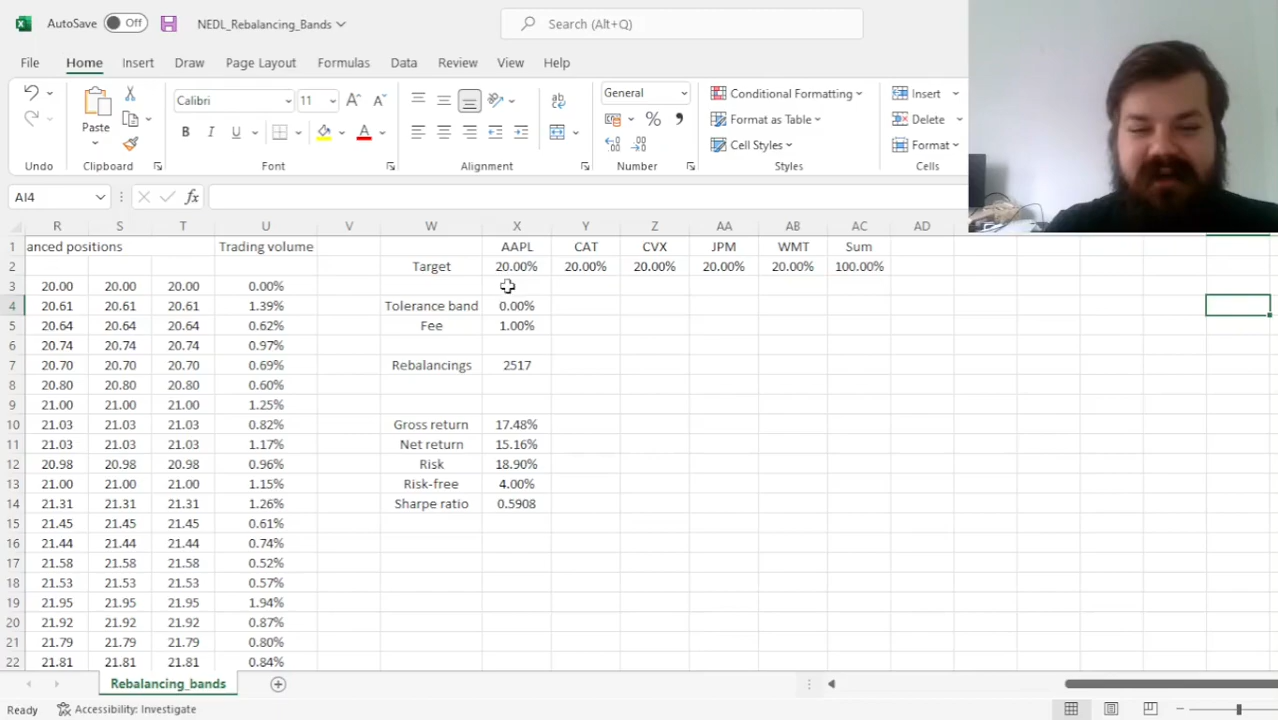 AutoSave Off NEDL_Rebalancing_Bands Search (Alt+Q)
File Home Insert Draw Page Layout Formulas Data Review View Help
Calibri 11 General Conditional Formatting Insert
Paste Format as Table Delete
B I U Cell Styles Format
Undo Clipboard Font Alignment Number Styles Cells
AI4 fx
R S T U V W X Y Z AA AB AC AD
1 anced positions Trading volume AAPL CAT CVX JPM WMT Sum
2 Target 20.00% 20.00% 20.00% 20.00% 20.00% 100.00%
3 20.00 20.00 20.00 0.00%
4 20.61 20.61 20.61 1.39% Tolerance band 0.00%
5 20.64 20.64 20.64 0.62% Fee 1.00%
6 20.74 20.74 20.74 0.97%
7 20.70 20.70 20.70 0.69% Rebalancings 2517
8 20.80 20.80 20.80 0.60%
9 21.00 21.00 21.00 1.25%
10 21.03 21.03 21.03 0.82% Gross return 17.48%
11 21.03 21.03 21.03 1.17% Net return 15.16%
12 20.98 20.98 20.98 0.96% Risk 18.90%
13 21.00 21.00 21.00 1.15% Risk-free 4.00%
14 21.31 21.31 21.31 1.26% Sharpe ratio 0.5908
15 21.45 21.45 21.45 0.61%
16 21.44 21.44 21.44 0.74%
17 21.58 21.58 21.58 0.52%
18 21.53 21.53 21.53 0.57%
19 21.95 21.95 21.95 1.94%
20 21.92 21.92 21.92 0.87%
21 21.79 21.79 21.79 0.80%
22 21.81 21.81 21.81 0.84%
Rebalancing_bands
Ready Accessibility: Investigate